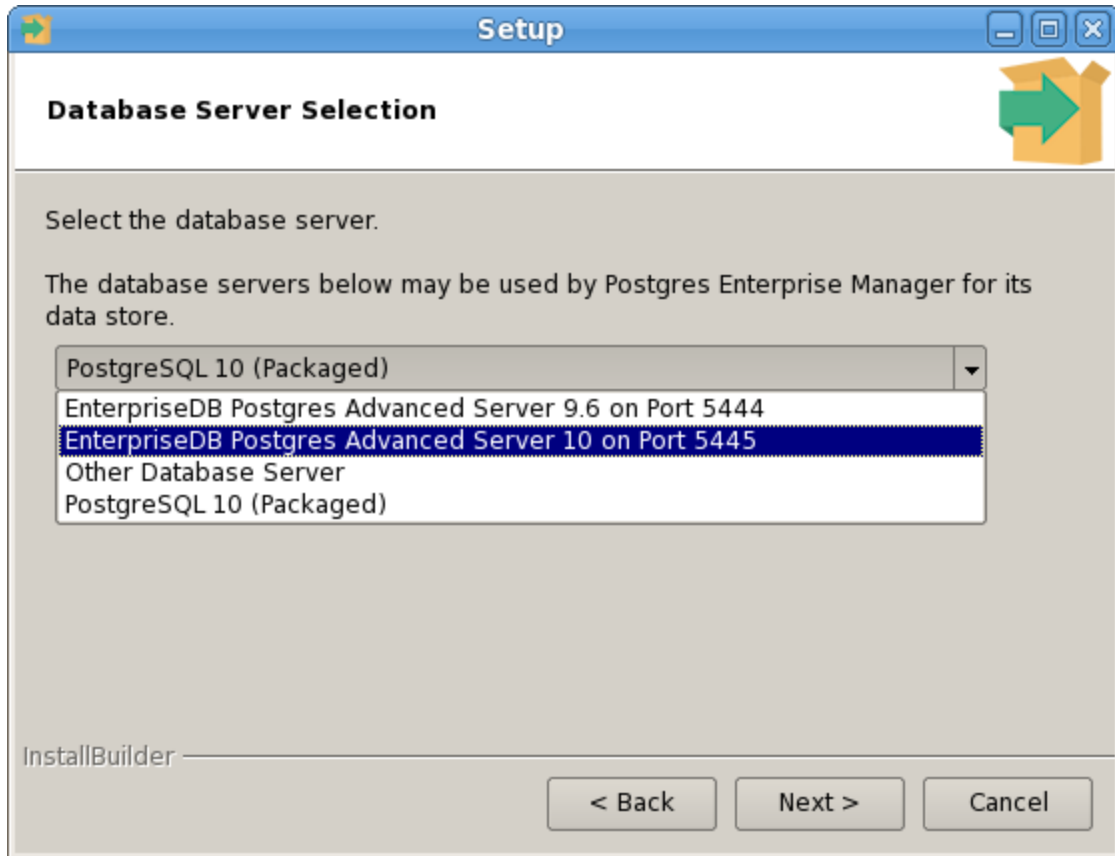 Setup
Database Server Selection
Select the database server.
The database servers below may be used by Postgres Enterprise Manager for its
data store.
PostgreSQL 10 (Packaged)
EnterpriseDB Postgres Advanced Server 9.6 on Port 5444
EnterpriseDB Postgres Advanced Server 10 on Port 5445
Other Database Server
PostgreSQL 10 (Packaged)
InstallBuilder
< Back
Next >
Cancel